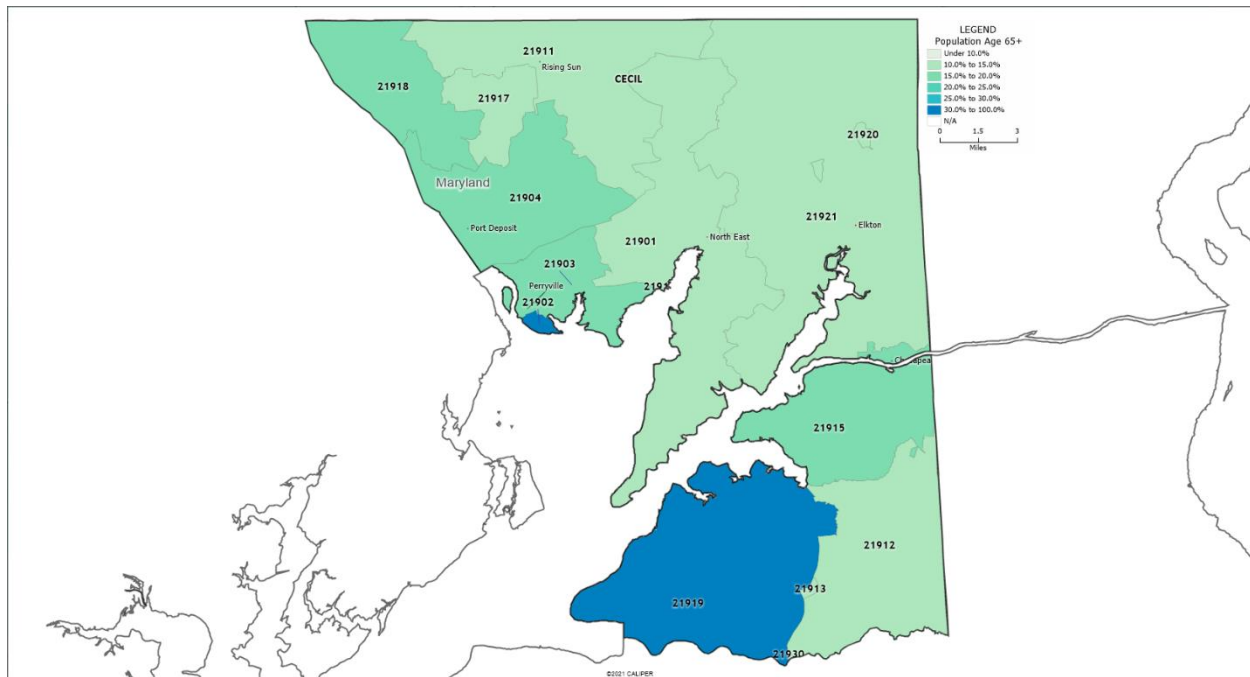 LEGEND
Population Age 65+
Under 10.0%
10.0% to 15.0%
15.0% to 20.0%
20.0% to 25.0%
25.0% to 30.0%
30.0% to 100.0%
N/A
0 1.5 3
Miles
21911
Rising Sun
CECIL
21918
21917
21920
Maryland
21904
21921
Port Deposit
21901
North East
Elkton
21903
Perryville
21902
21915
21912
21913
21919
21930
©2021 CALIPER